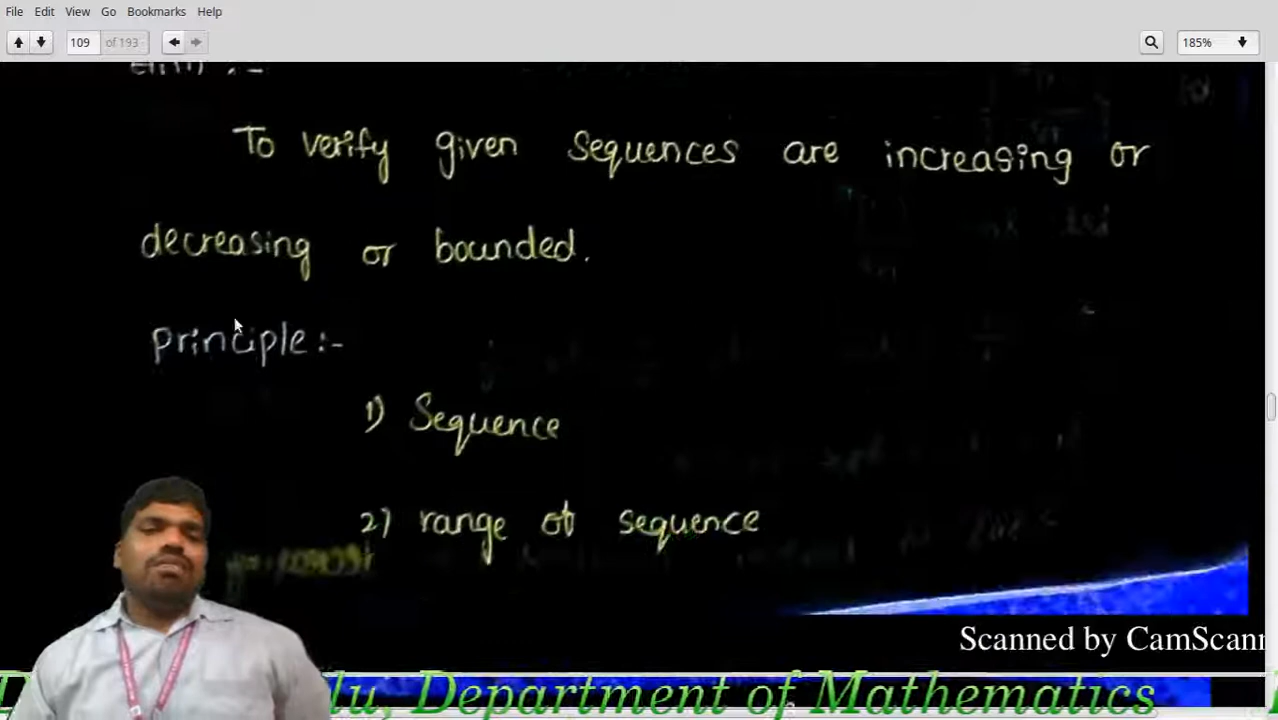 File Edit View Go Bookmarks Help
109 of 193
185%
To verify given sequences are increasing or
decreasing or bounded.
principle:-
1) Sequence
2) range of sequence
Scanned by CamScann
lu, Department of Mathematics